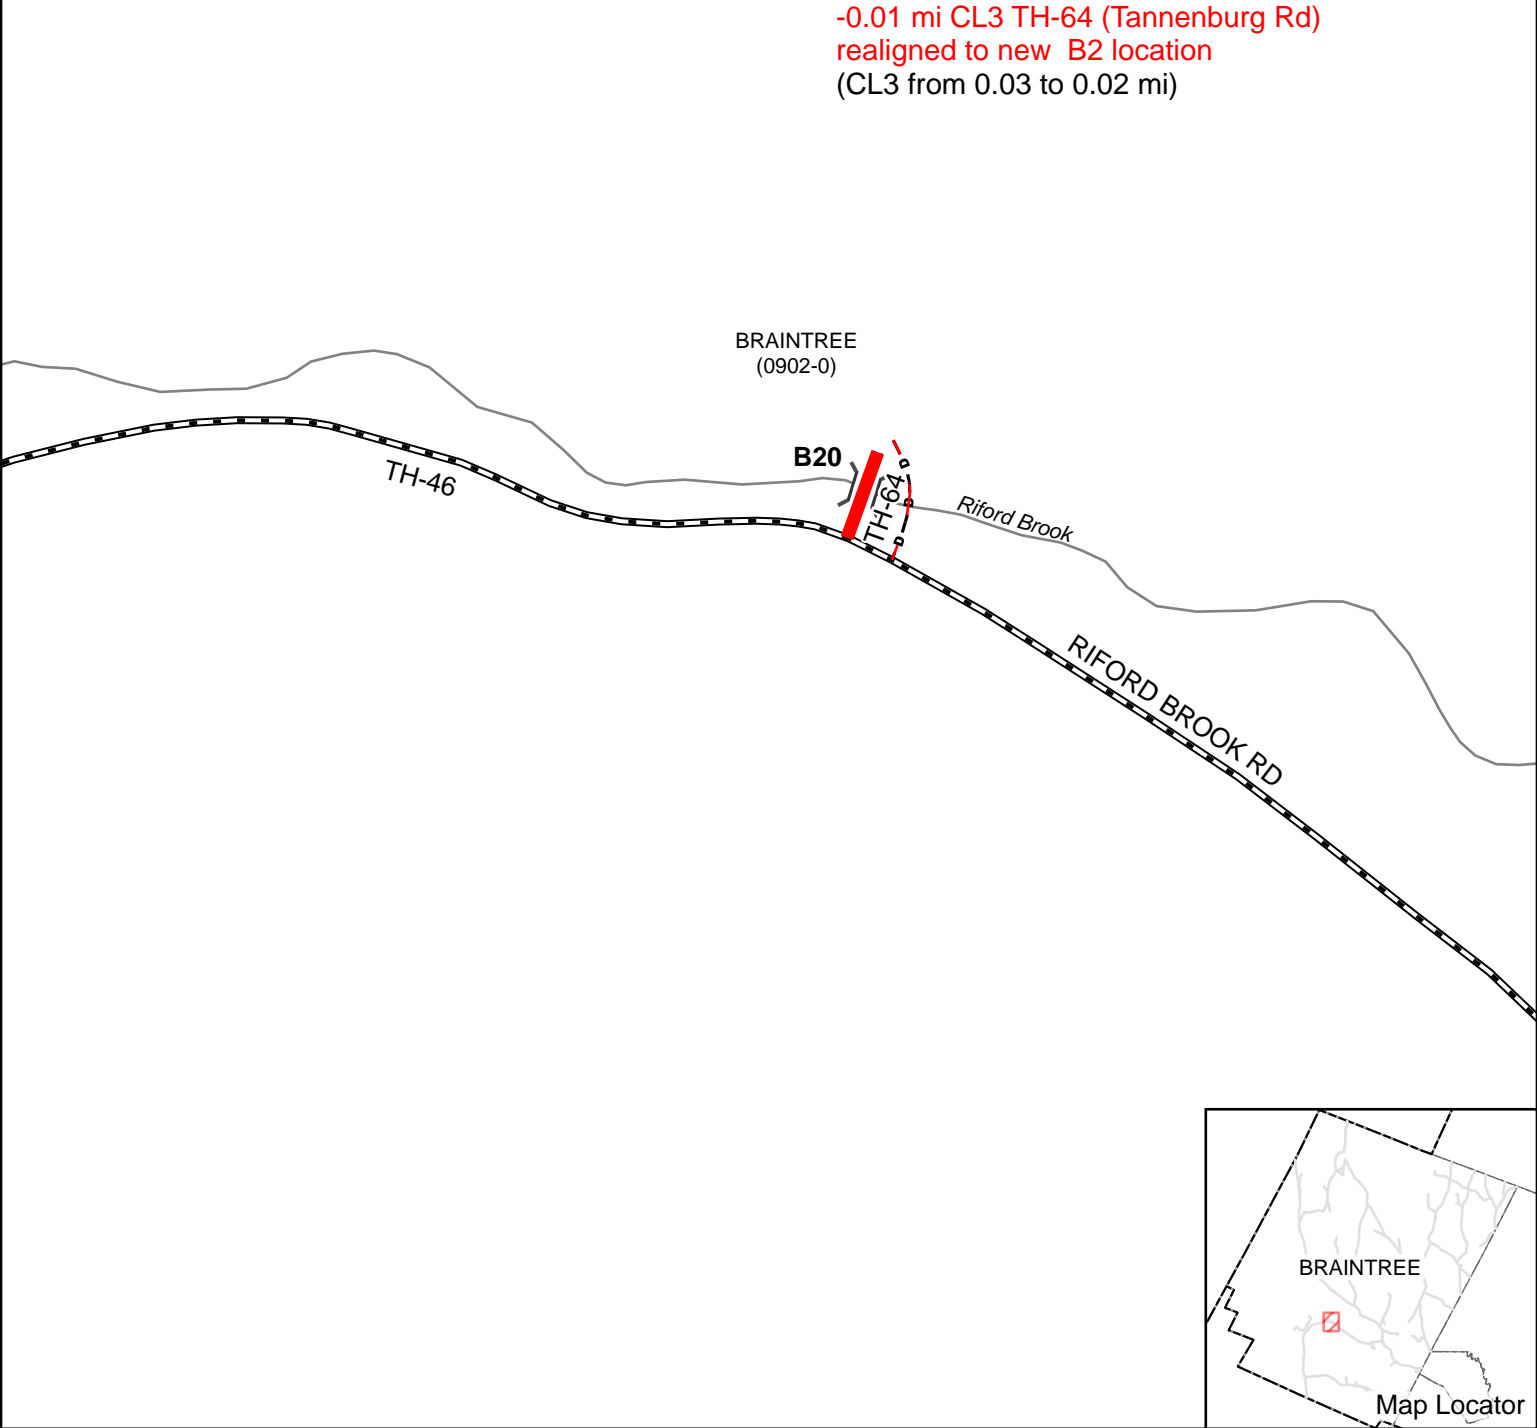 -0.01 mi CL3 TH-64 (Tannenburg Rd)
realigned to new  B2 location
(CL3 from 0.03 to 0.02 mi)
BRAINTREE
(0902-0)
B20
TH-46
TH-64
D
D
D
Riford Brook
RIFORD BROOK RD
BRAINTREE
Map Locator